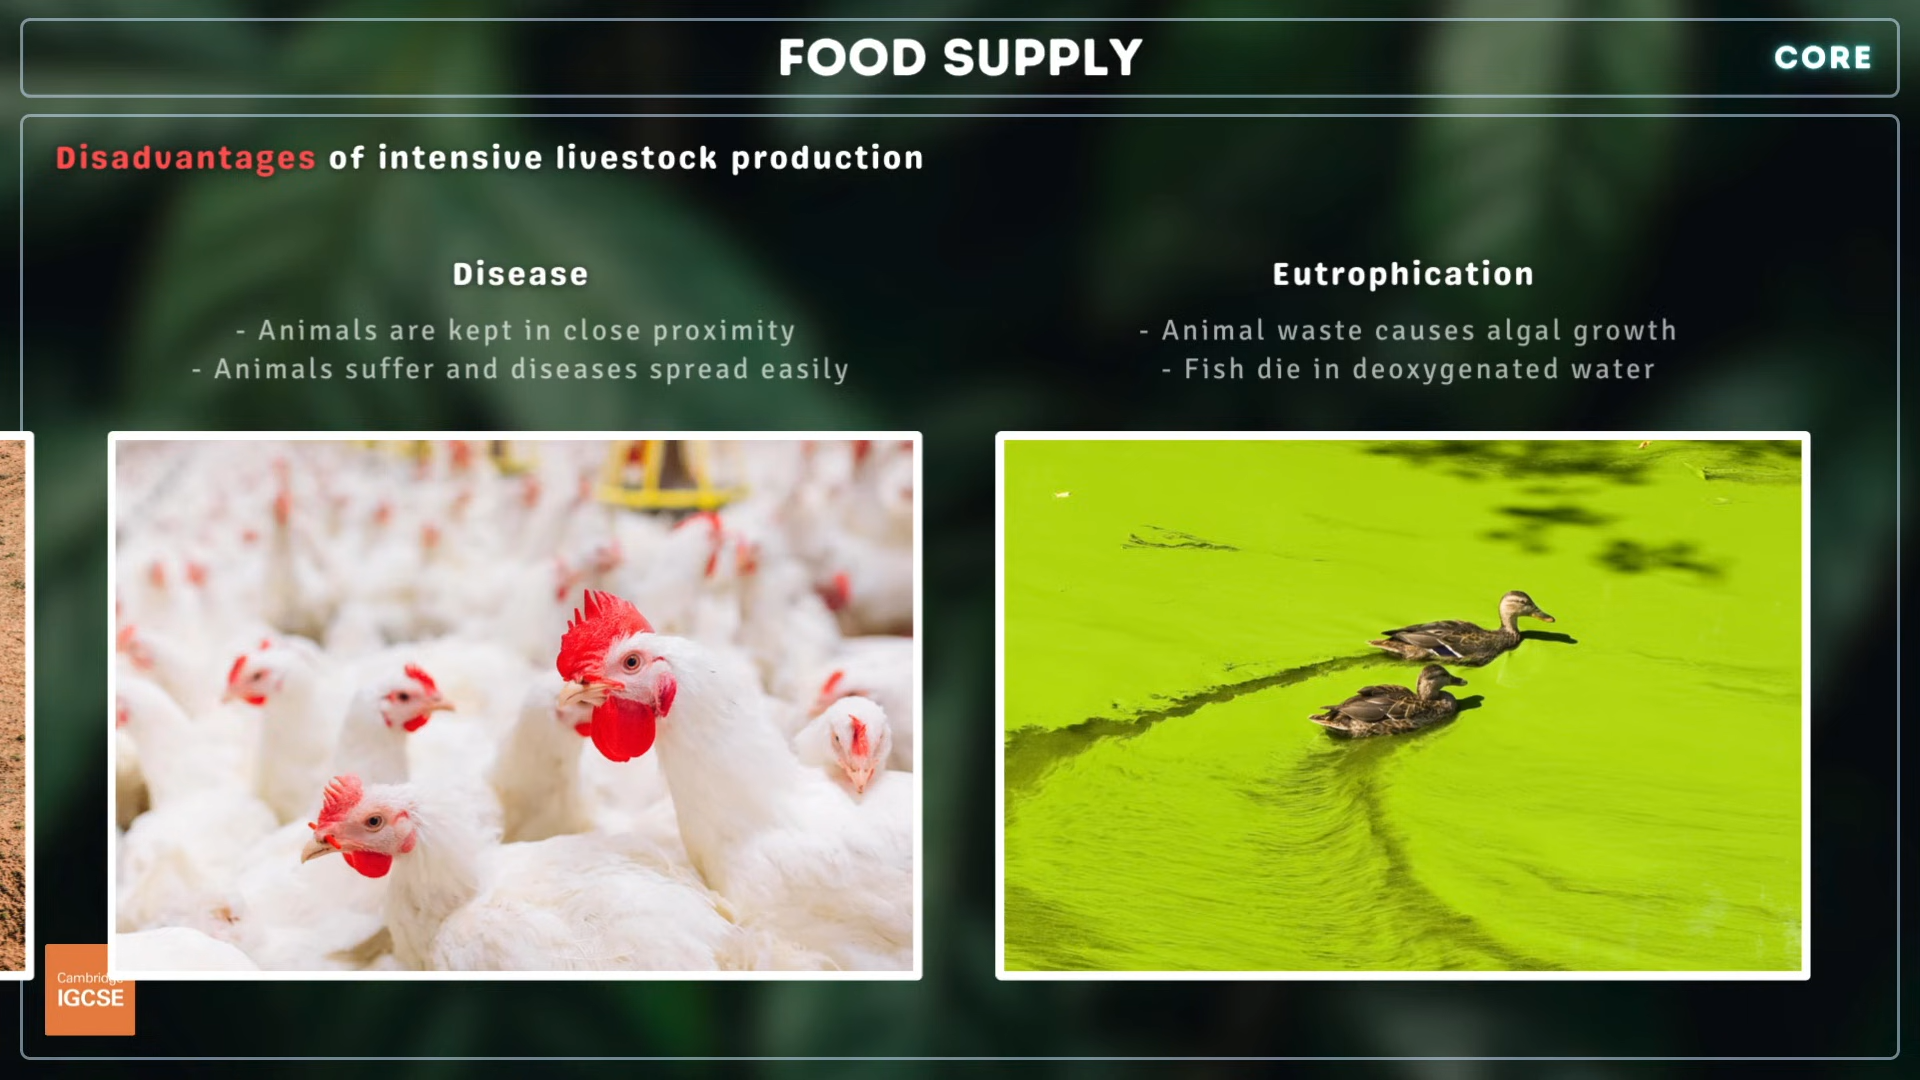 FOOD SUPPLY
CORE
Disadvantages of intensive livestock production
Disease
- Animals are kept in close proximity
- Animals suffer and diseases spread easily
Eutrophication
- Animal waste causes algal growth
- Fish die in deoxygenated water
Cambridge
IGCSE